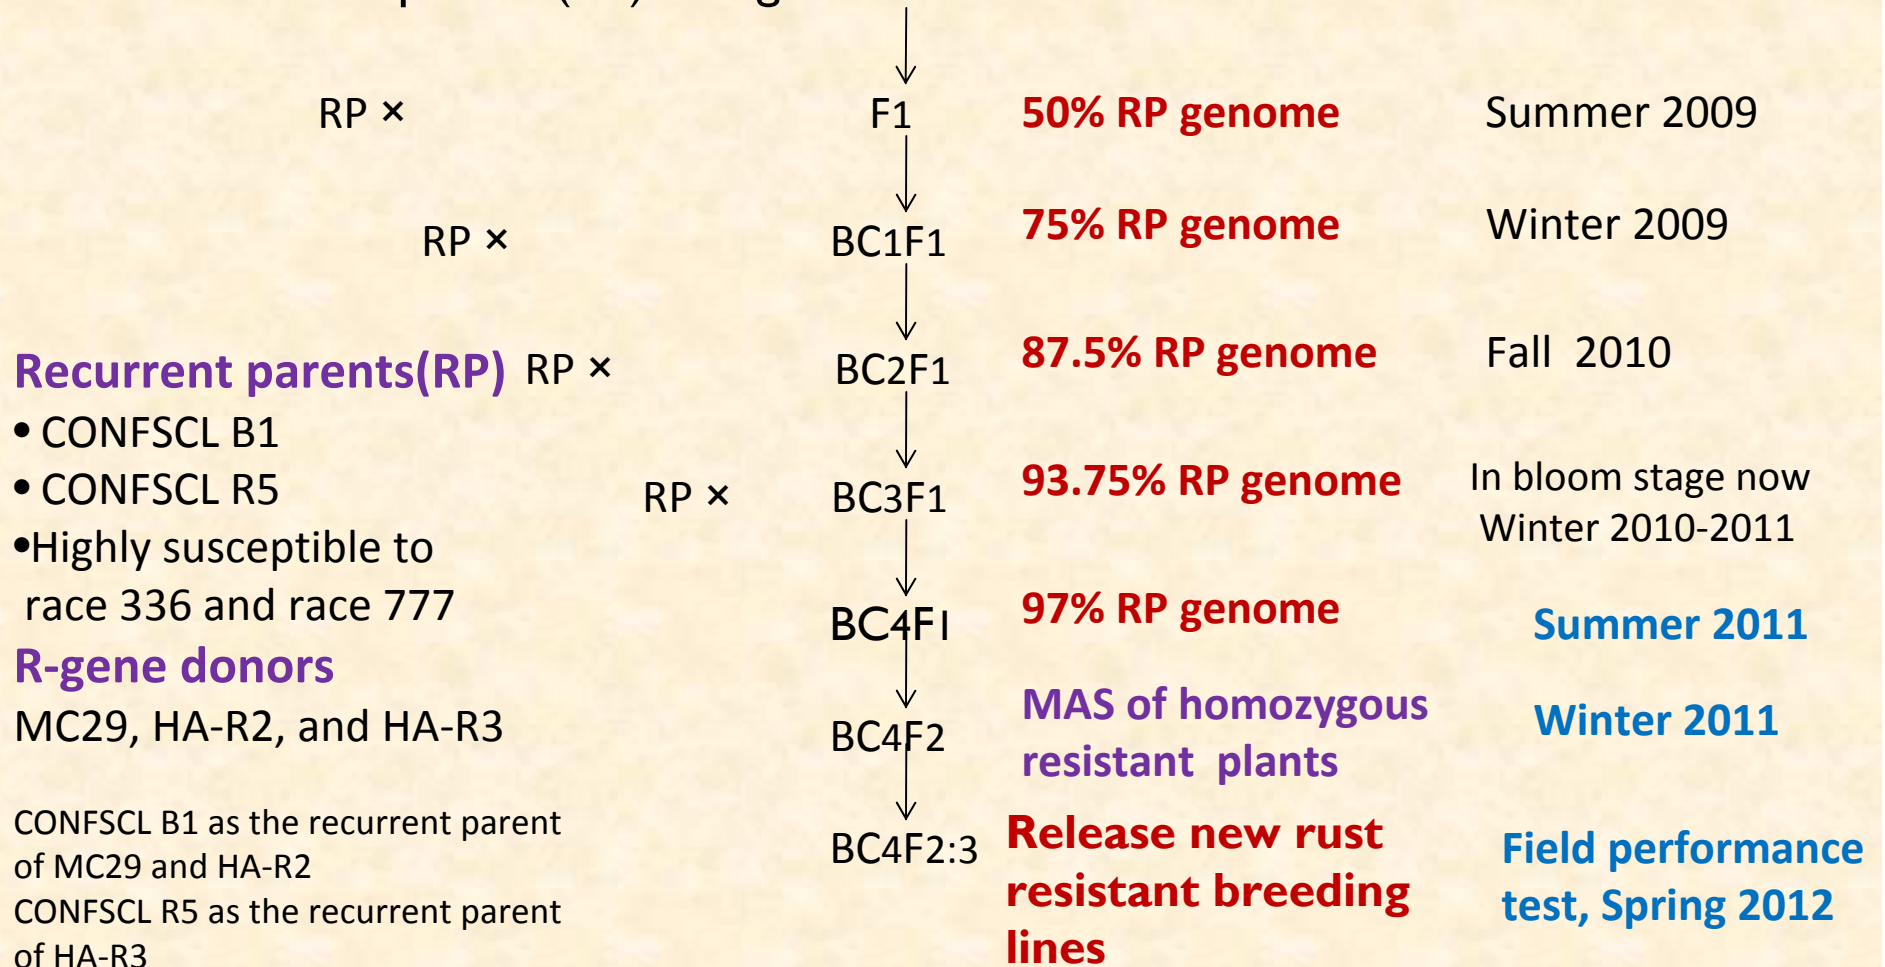 RP × F1 50% RP genome Summer 2009
RP × BC1F1 75% RP genome Winter 2009
Recurrent parents(RP) RP × BC2F1 87.5% RP genome Fall 2010
• CONFSCL B1
• CONFSCL R5
•Highly susceptible to
race 336 and race 777
R-gene donors
MC29, HA-R2, and HA-R3
CONFSCL B1 as the recurrent parent
of MC29 and HA-R2
CONFSCL R5 as the recurrent parent
of HA-R3
RP × BC3F1 93.75% RP genome In bloom stage now
Winter 2010-2011
BC4F1 97% RP genome Summer 2011
BC4F2 MAS of homozygous
resistant plants
Winter 2011
BC4F2:3 Release new rust
resistant breeding
lines
Field performance
test, Spring 2012